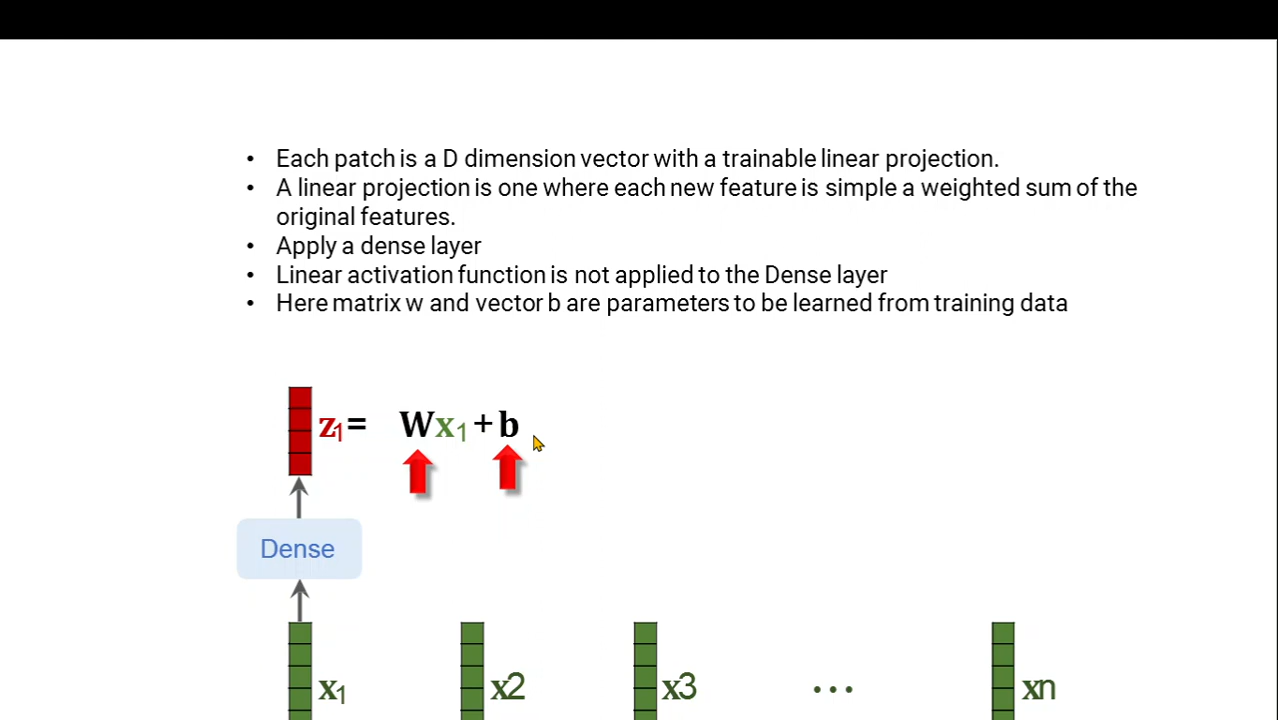 • Each patch is a D dimension vector with a trainable linear projection.
• A linear projection is one where each new feature is simple a weighted sum of the
original features.
• Apply a dense layer
• Linear activation function is not applied to the Dense layer
• Here matrix w and vector b are parameters to be learned from training data
z1= Wx1+b
Dense
x1 x2 x3 ... xn